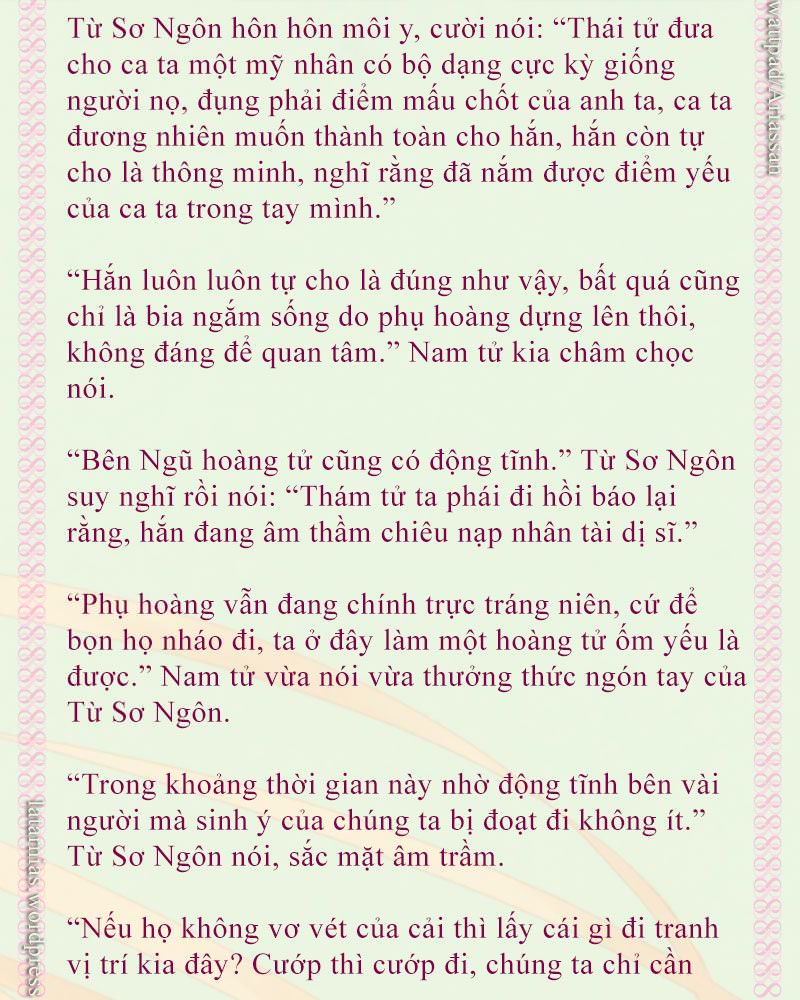 Từ Sơ Ngôn hôn hôn môi y, cười nói: “Thái tử đưa
cho ca ta một mỹ nhân có bộ dạng cực kỳ giống
người nọ, đụng phải điểm mấu chốt của anh ta, ca ta
đương nhiên muốn thành toàn cho hắn, hắn còn tự
cho là thông minh, nghĩ rằng đã nắm được điểm yếu
của ca ta trong tay mình.”
“Hắn luôn luôn tự cho là đúng như vậy, bất quá cũng
chỉ là bia ngắm sống do phụ hoàng dựng lên thôi,
không đáng để quan tâm.” Nam tử kia châm chọc
nói.
“Bên Ngũ hoàng tử cũng có động tĩnh.” Từ Sơ Ngôn
suy nghĩ rồi nói: “Thám tử ta phái đi hồi báo lại
rằng, hắn đang âm thầm chiêu nạp nhân tài dị sĩ.”
“Phụ hoàng vẫn đang chính trực tráng niên, cứ để
bọn họ nháo đi, ta ở đây làm một hoàng tử ốm yếu là
được.” Nam tử vừa nói vừa thưởng thức ngón tay của
Từ Sơ Ngôn.
“Trong khoảng thời gian này nhờ động tĩnh bên vài
người mà sinh ý của chúng ta bị đoạt đi không ít.”
Từ Sơ Ngôn nói, sắc mặt âm trầm.
“Nếu họ không vơ vét của cải thì lấy cái gì đi tranh
vị trí kia đây? Cướp thì cướp đi, chúng ta chỉ cần
wattpad/Ariassan